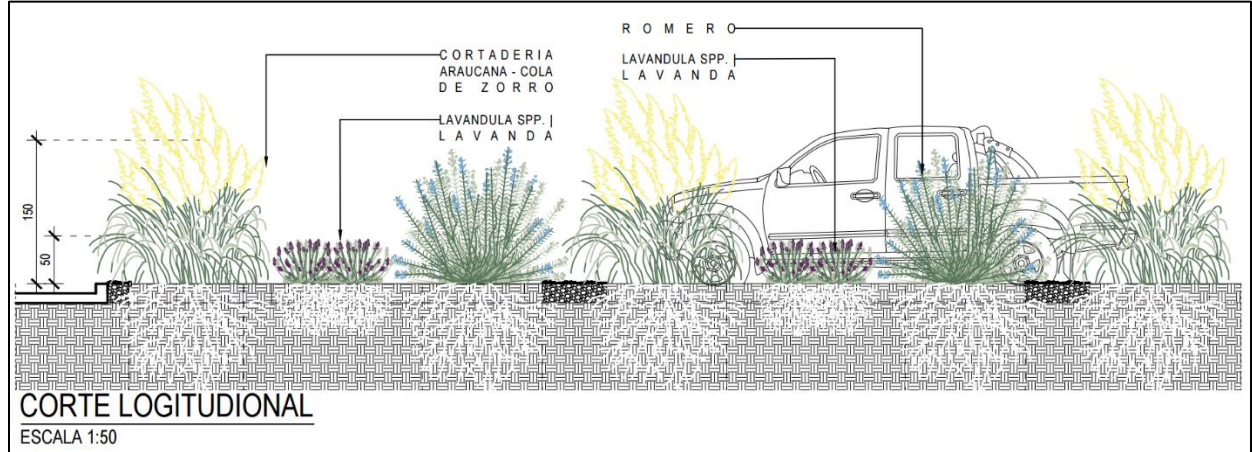 CORTADERIA
ARAUCANA - COLA
DE ZORRO
LAVANDULA SPP. |
LAVANDA
ROMERO
LAVANDULA SPP. |
LAVANDA
150
50
CORTE LOGITUDIONAL
ESCALA 1:50